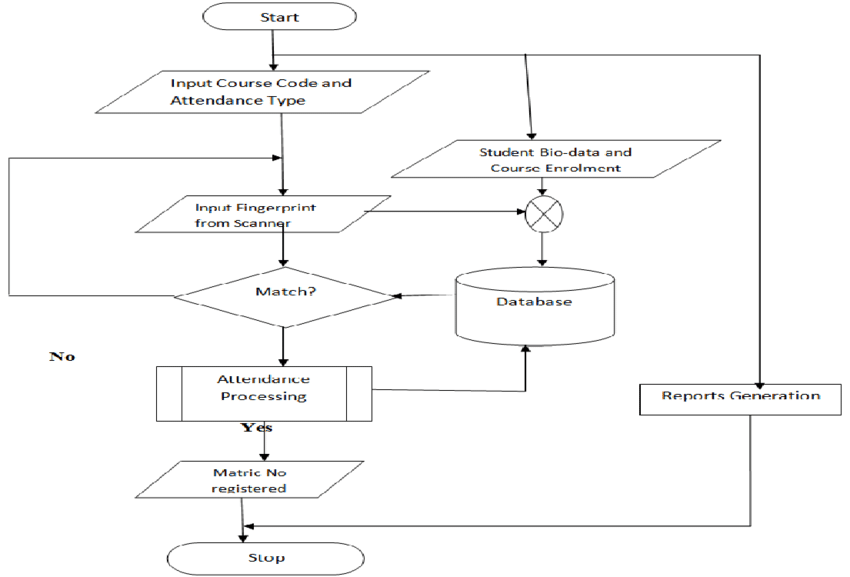 Start
Input Course Code and
Attendance Type
Student Bio-data and
Course Enrolment
Input Fingerprint
from Scanner
Match?
Database
No
Attendance
Processing
Reports Generation
Yes
Matric No
registered
Stop